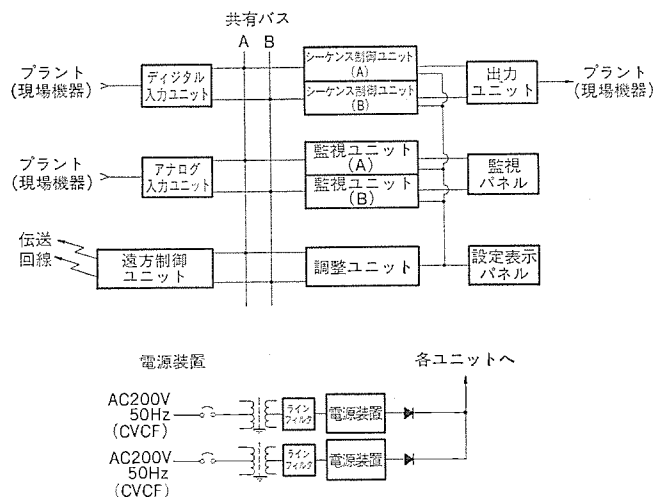 共有バス
A B
プラント
(現場機器)
ディジタル
入力ユニット
シーケンス制御ユニット
(A)
シーケンス制御ユニット
(B)
出力
ユニット
プラント
(現場機器)
プラント
(現場機器)
アナログ
入力ユニット
監視ユニット
(A)
監視ユニット
(B)
監視
パネル
伝送
回線
遠方制御
ユニット
調整ユニット
設定表示
パネル
電源装置
各ユニットへ
AC200V
50Hz
(CVCF)
ライン
フィルタ
電源装置
AC200V
50Hz
(CVCF)
ライン
フィルタ
電源装置